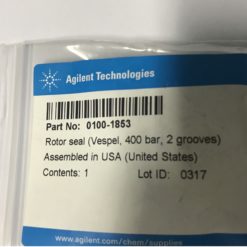 Agilent Technologies
Part No: 0100-1853
Rotor seal (Vespel, 400 bar, 2 grooves)
Assembled in USA (United States)
Contents: 1 Lot ID: 0317
www.agilent.com/chem/supplies